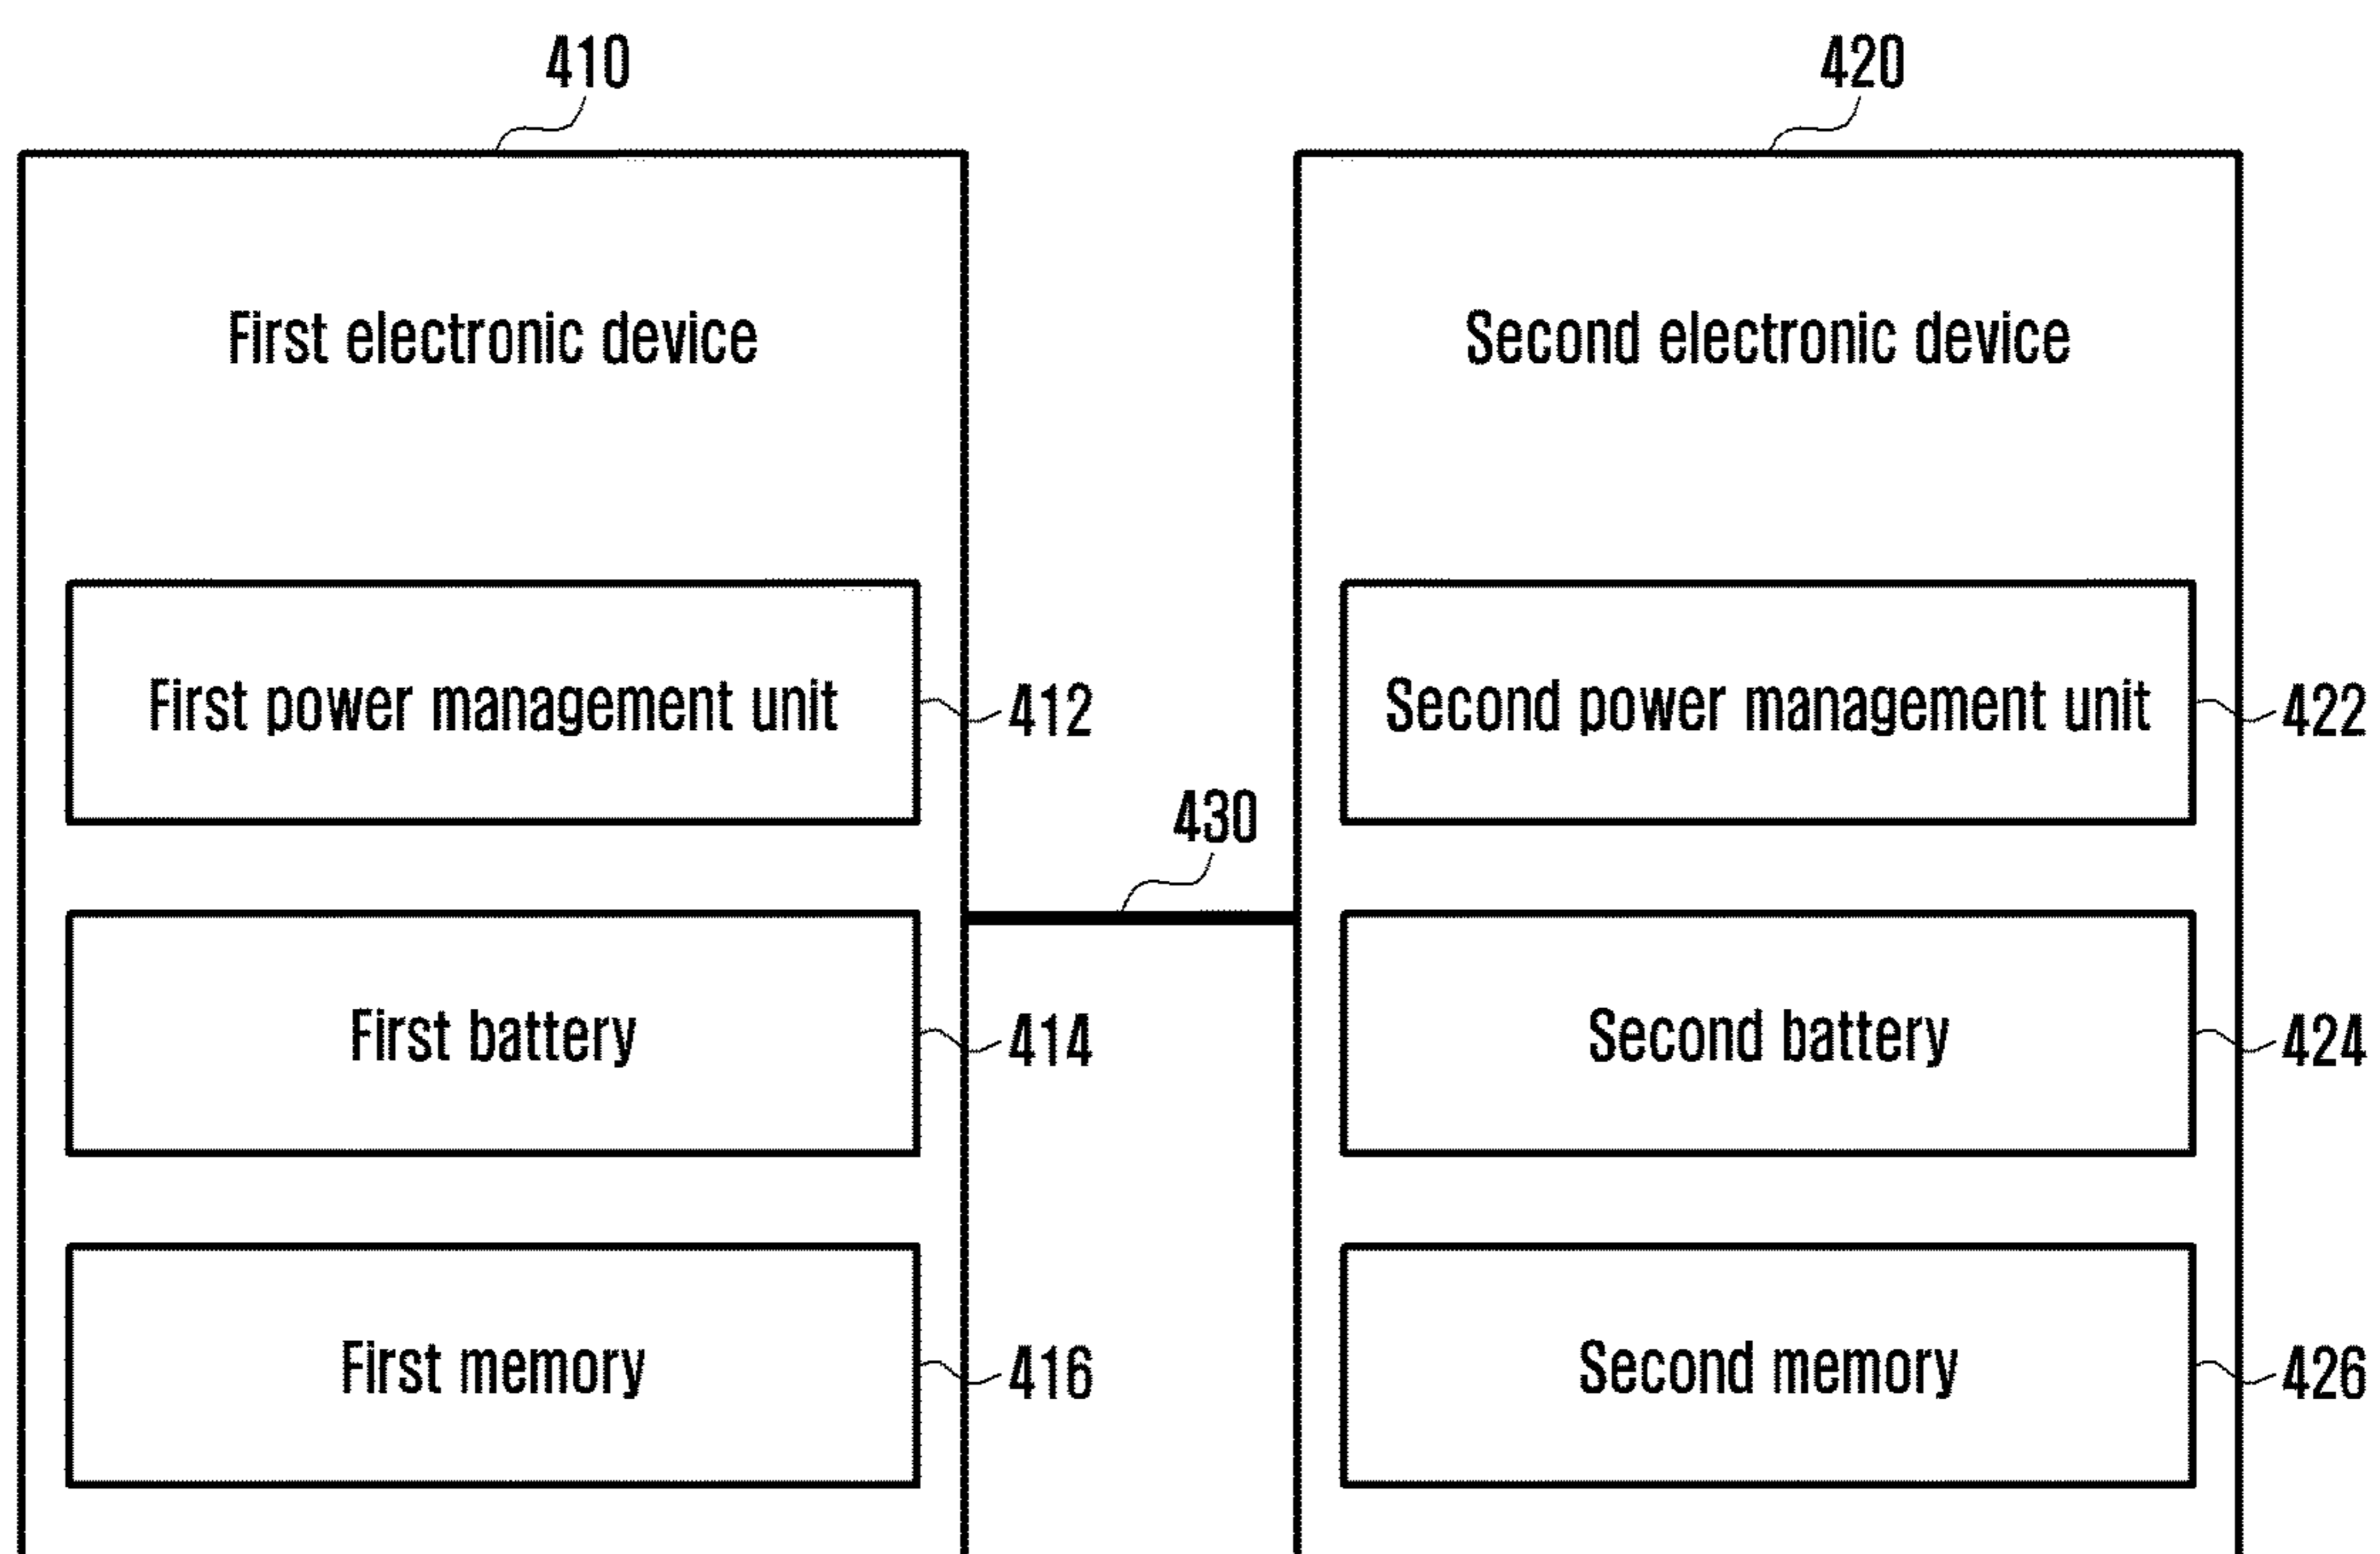 410
420
First electronic device
Second electronic device
First power management unit
412
Second power management unit
422
430
First battery
414
Second battery
424
First memory
416
Second memory
426